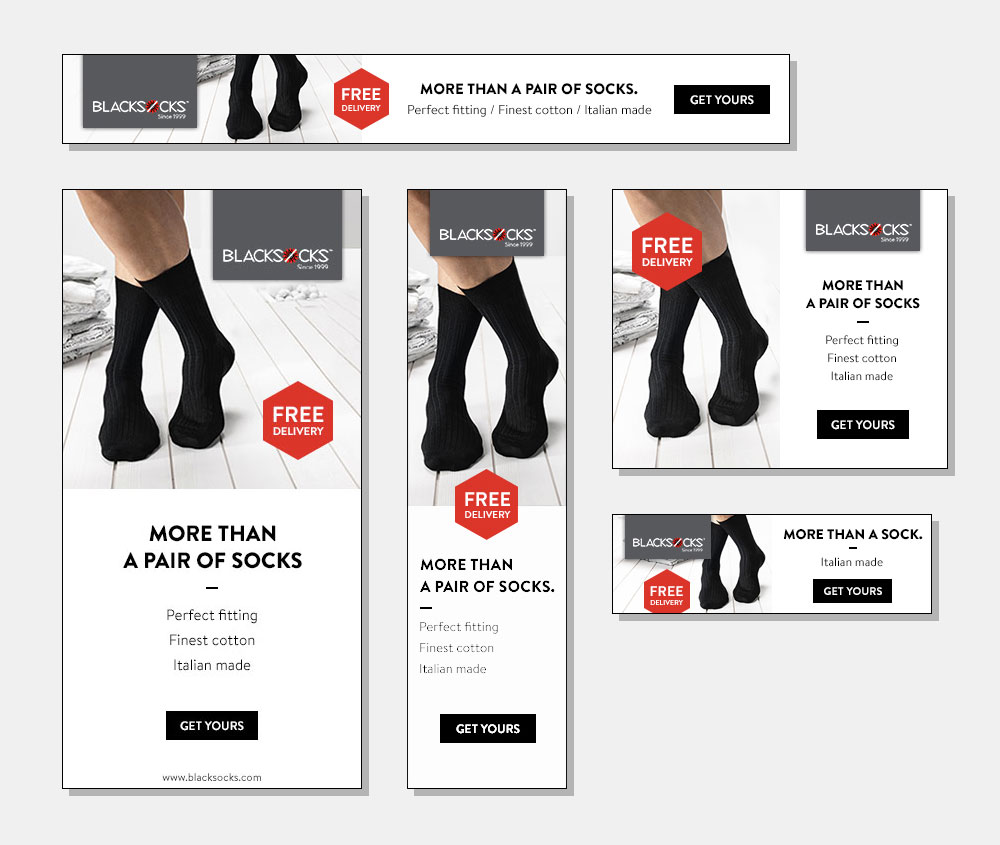 BLACKSOCKS™
Since 1999
FREE
DELIVERY
MORE THAN A PAIR OF SOCKS.
Perfect fitting / Finest cotton / Italian made
GET YOURS
BLACKSOCKS™
Since 1999
FREE
DELIVERY
MORE THAN
A PAIR OF SOCKS
Perfect fitting
Finest cotton
Italian made
GET YOURS
www.blacksocks.com
BLACKSOCKS™
Since 1999
FREE
DELIVERY
MORE THAN
A PAIR OF SOCKS.
Perfect fitting
Finest cotton
Italian made
GET YOURS
FREE
DELIVERY
BLACKSOCKS™
Since 1999
MORE THAN
A PAIR OF SOCKS
Perfect fitting
Finest cotton
Italian made
GET YOURS
BLACKSOCKS™
Since 1999
FREE
DELIVERY
MORE THAN A SOCK.
Italian made
GET YOURS